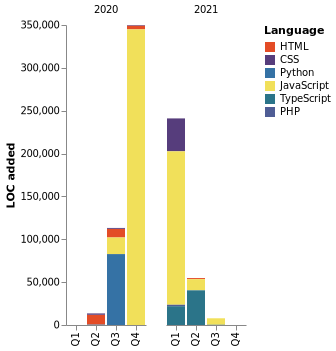 2020
2021
LOC added
350,000
300,000
250,000
200,000
150,000
100,000
50,000
0
Q1
Q2
Q3
Q4
Q1
Q2
Q3
Q4
Language
HTML
CSS
Python
JavaScript
TypeScript
PHP